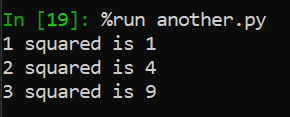 In [19]: %run another.py
1 squared is 1
2 squared is 4
3 squared is 9